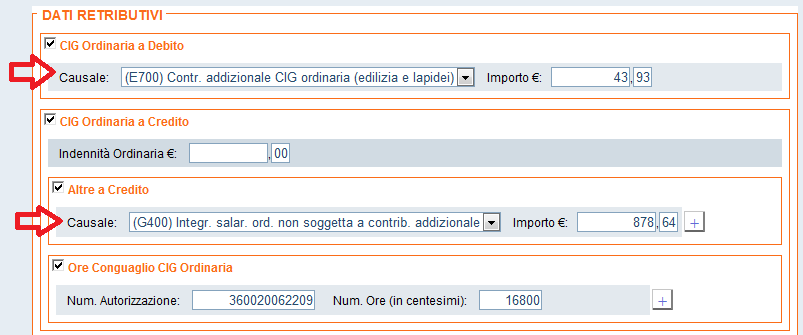 DATI RETRIBUTIVI
CIG Ordinaria a Debito
Causale: (E700) Contr. addizionale CIG ordinaria (edilizia e lapidei) Importo €: 43,93
CIG Ordinaria a Credito
Indennità Ordinaria €: ,00
Altre a Credito
Causale: (G400) Integr. salar. ord. non soggetta a contrib. addizionale Importo €: 878,64 +
Ore Conguaglio CIG Ordinaria
Num. Autorizzazione: 360020062209 Num. Ore (in centesimi): 16800 +